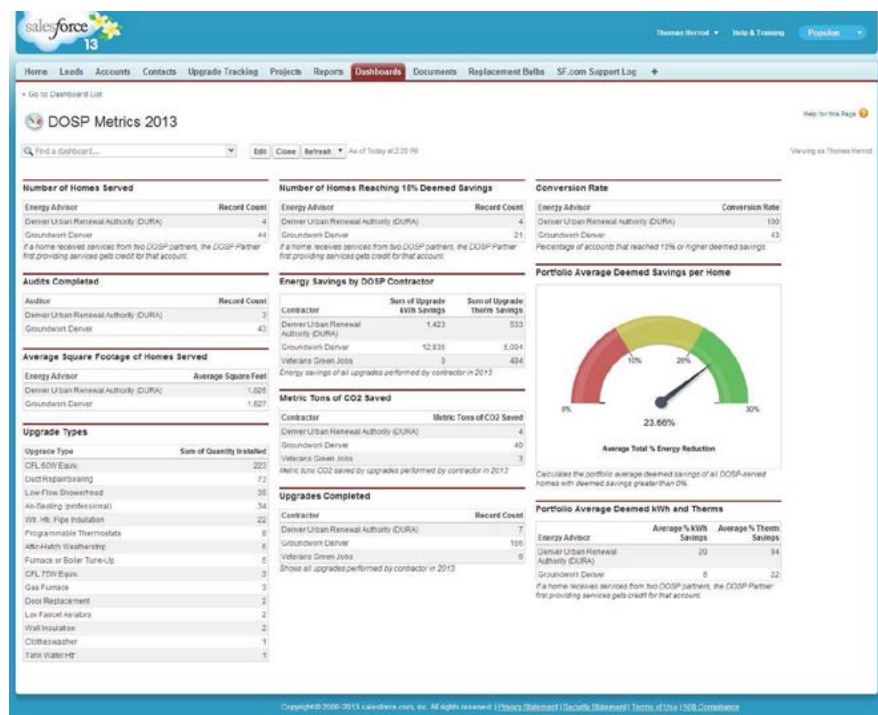 salesforce
13
Thomas Herrod
Help & Training
Home Leads Accounts Contacts Upgrade Tracking Projects Reports Dashboards Documents Replacement Bulbs SF.com Support Log +
« Go to Dashboard List
DOSP Metrics 2013
Help for this Page
Find a dashboard...
Edit Clone Refresh
As of Today at 2:20 PM
Viewing as Thomas Herrod
Number of Homes Served
Energy Advisor Record Count
Denver Urban Renewal Authority (DURA) 4
Groundwork Denver 44
If a home receives services from two DOSP partners, the DOSP Partner
first providing services gets credit for that account.
Audits Completed
Auditor Record Count
Denver Urban Renewal Authority (DURA)
Groundwork Denver 43
Average Square Footage of Homes Served
Energy Advisor Average Square Feet
Denver Urban Renewal Authority (DURA)
Groundwork Denver
Upgrade Types
Upgrade Type Sum of Quantity Installed
CFL 60W Equiv. 223
Duct Repair/Sealing 73
Low-Flow Showerhead
Air-Sealing (professional) 34
Wtr. Htr. Pipe Insulation 22
Programmable Thermostats
Attic-Hatch Weatherstrip
Furnace or Boiler Tune-Up 5
CFL 75W Equiv. 3
Gas Furnace 3
Door Replacement 2
Low Faucet Aerators 2
Wall Insulation 2
Clotheswasher 1
Tank Water Htr 1
Number of Homes Reaching 15% Deemed Savings
Energy Advisor Record Count
Denver Urban Renewal Authority (DURA) 4
Groundwork Denver 21
If a home receives services from two DOSP partners, the DOSP Partner
first providing services gets credit for that account.
Energy Savings by DOSP Contractor
Contractor Sum of Upgrade kWh Savings Sum of Upgrade Therm Savings
Denver Urban Renewal Authority (DURA) 1,423 533
Groundwork Denver 12,935
Veterans Green Jobs 3 484
Energy savings of all upgrades performed by contractor in 2013
Metric Tons of CO2 Saved
Contractor Metric Tons of CO2 Saved
Denver Urban Renewal Authority (DURA) 4
Groundwork Denver 40
Veterans Green Jobs 3
Metric tons CO2 saved by upgrades performed by contractor in 2013
Upgrades Completed
Contractor Record Count
Denver Urban Renewal Authority (DURA) 7
Groundwork Denver
Veterans Green Jobs
Shows all upgrades performed by contractor in 2013.
Conversion Rate
Energy Advisor Conversion Rate
Denver Urban Renewal Authority (DURA) 100
Groundwork Denver 43
Percentage of accounts that reached 15% or higher deemed savings.
Portfolio Average Deemed Savings per Home
10% 20%
0% 30%
23.66%
Average Total % Energy Reduction
Calculates the portfolio average deemed savings of all DOSP-served
homes with deemed savings greater than 0%.
Portfolio Average Deemed kWh and Therms
Energy Advisor Average % kWh Savings Average % Therm Savings
Denver Urban Renewal Authority (DURA) 20
Groundwork Denver 22
If a home receives services from two DOSP partners, the DOSP Partner
first providing services gets credit for that account.
Copyright © 2000-2013 salesforce.com, inc. All rights reserved. | Privacy Statement | Security Statement | Terms of Use | 508 Compliance